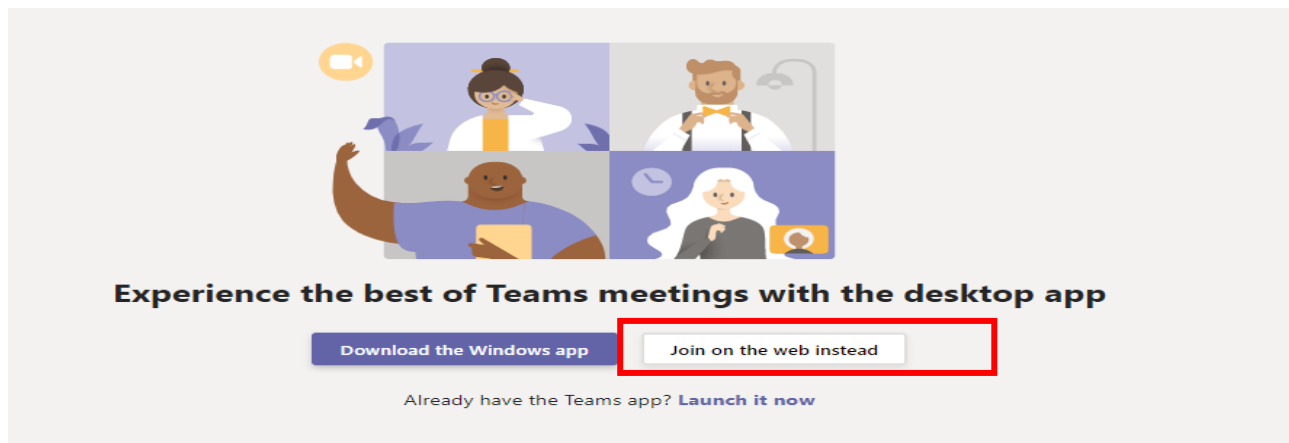 Experience the best of Teams meetings with the desktop app
Download the Windows app
Join on the web instead
Already have the Teams app? Launch it now